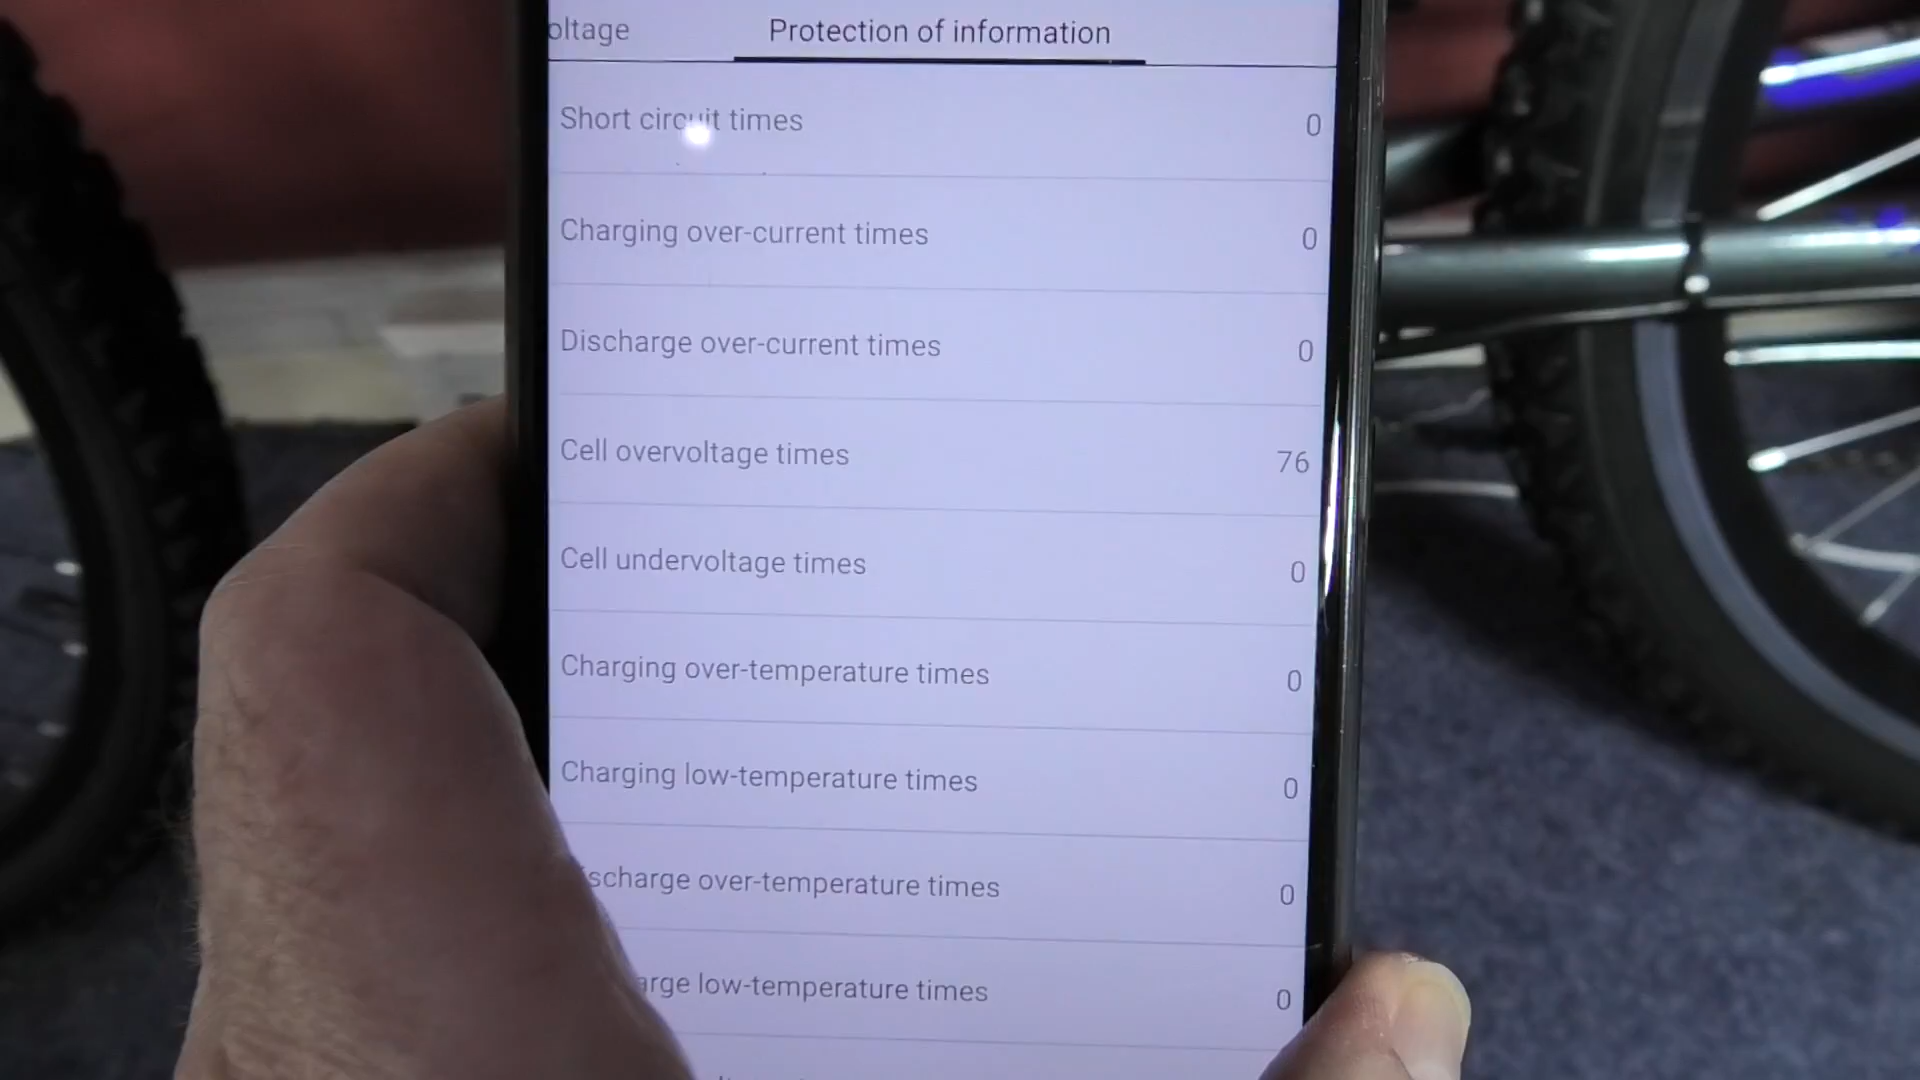 oltage Protection of information
Short circuit times 0
Charging over-current times 0
Discharge over-current times 0
Cell overvoltage times 76
Cell undervoltage times 0
Charging over-temperature times 0
Charging low-temperature times 0
scharge over-temperature times 0
arge low-temperature times 0